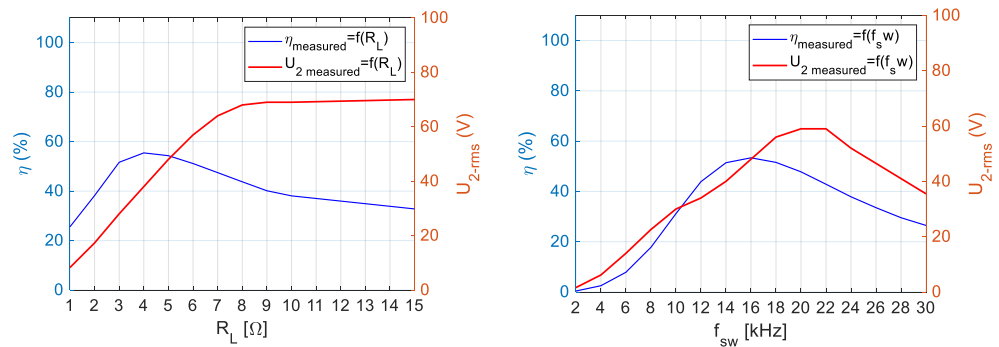 η_measured=f(R_L)
U_2 measured=f(R_L)
100
80
60
40
20
0
η (%)
100
80
60
40
20
0
U_2-rms (V)
1 2 3 4 5 6 7 8 9 10 11 12 13 14 15
R_L [Ω]
η_measured=f(f_sw)
U_2 measured=f(f_sw)
100
80
60
40
20
0
η (%)
100
80
60
40
20
0
U_2-rms (V)
2 4 6 8 10 12 14 16 18 20 22 24 26 28 30
f_sw [kHz]